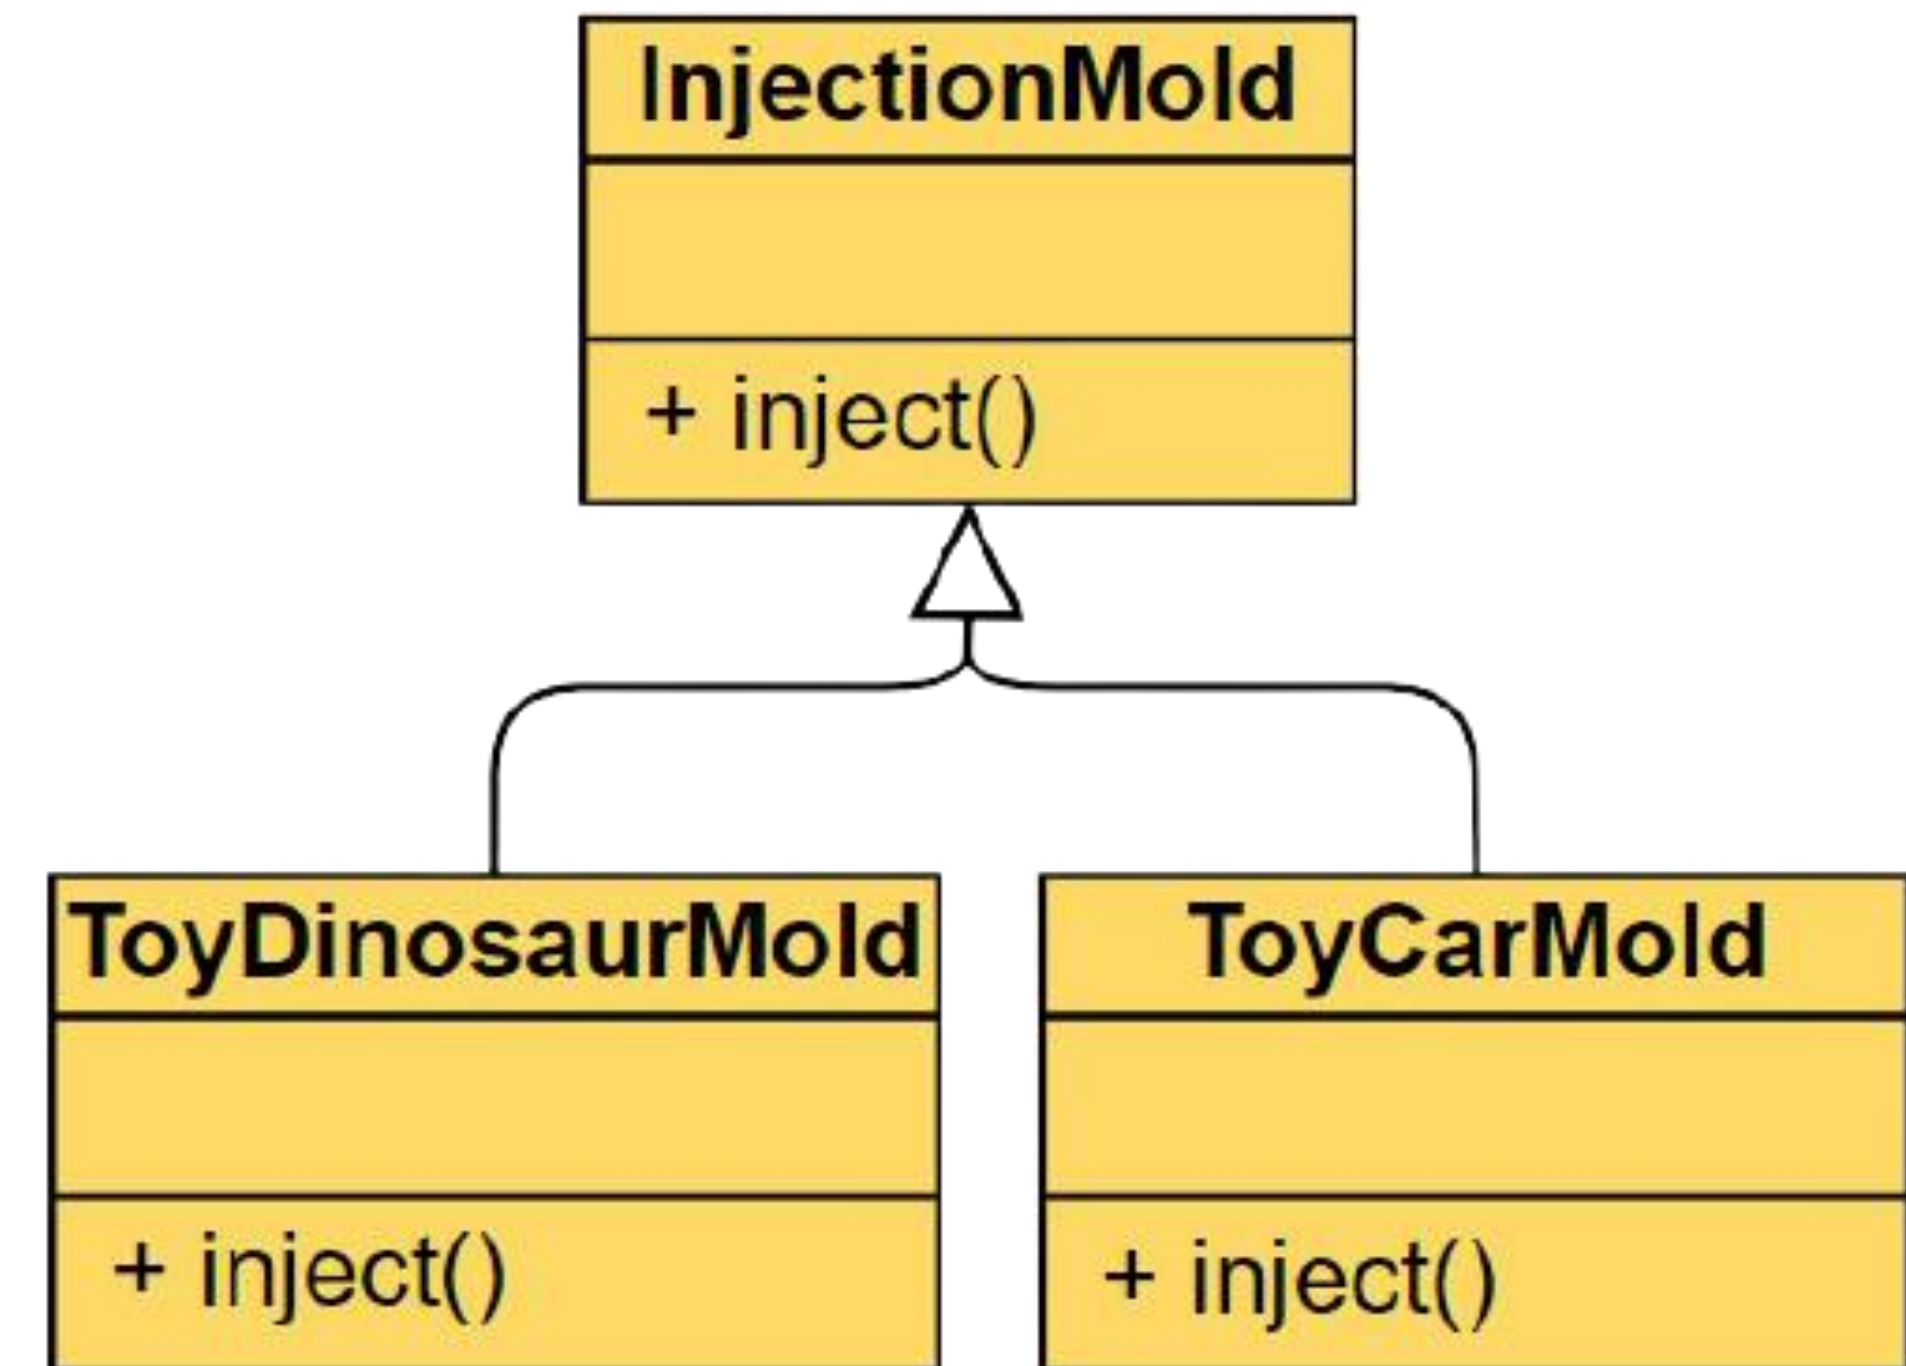 InjectionMold
+ inject()
ToyDinosaurMold
+ inject()
ToyCarMold
+ inject()